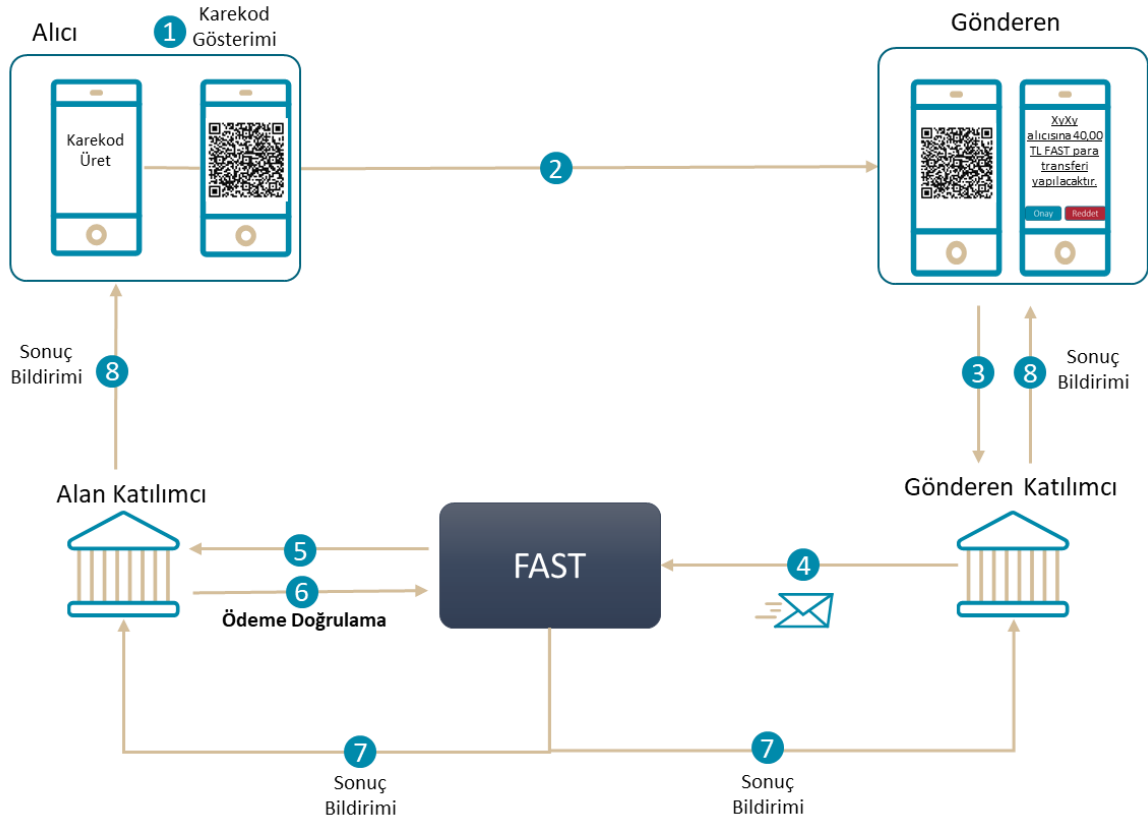 Alıcı
1
Karekod
Gösterimi
Gönderen
Karekod
Üret
2
XyXy
alıcısına 40,00
TL FAST para
transferi
yapılacaktır.
Onay
Reddet
Sonuç
Bildirimi
8
3
8
Sonuç
Bildirimi
Alan Katılımcı
Gönderen Katılımcı
5
6
Ödeme Doğrulama
FAST
4
7
Sonuç
Bildirimi
7
Sonuç
Bildirimi